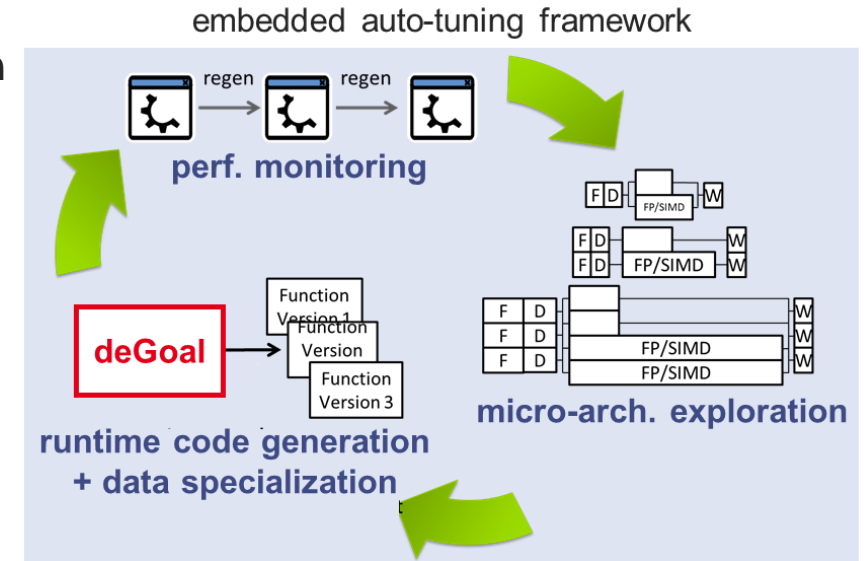 embedded auto-tuning framework
n
regen regen
perf. monitoring
F D W
FP/SIMD
F D W
F D FP/SIMD W
F D W
F D W
FP/SIMD
F D W
FP/SIMD
micro-arch. exploration
deGoal
Function
Version 1
Function
Version
Function
Version 3
runtime code generation
+ data specialization
t